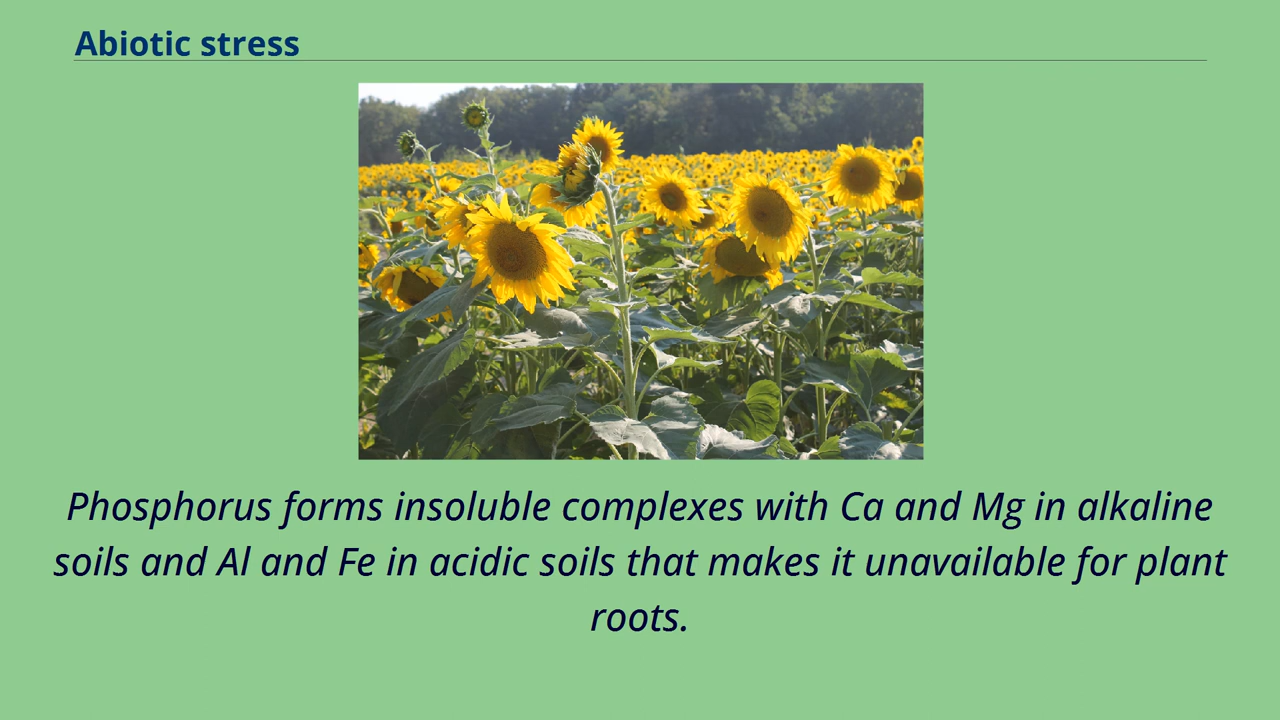 Abiotic stress
Phosphorus forms insoluble complexes with Ca and Mg in alkaline
soils and Al and Fe in acidic soils that makes it unavailable for plant
roots.